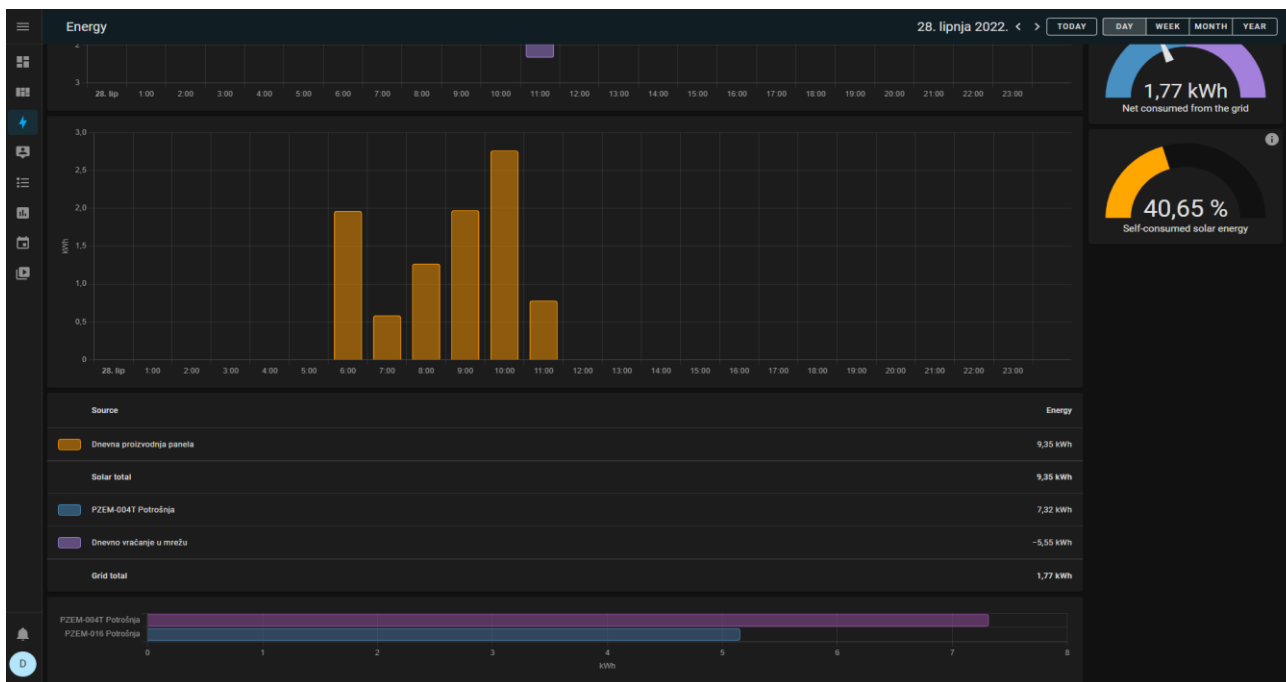 Energy
28. lipnja 2022. < > TODAY DAY WEEK MONTH YEAR
3
28. lip 1:00 2:00 3:00 4:00 5:00 6:00 7:00 8:00 9:00 10:00 11:00 12:00 13:00 14:00 15:00 16:00 17:00 18:00 19:00 20:00 21:00 22:00 23:00
1,77 kWh
Net consumed from the grid
40,65 %
Self-consumed solar energy
3,0
2,5
2,0
kWh
1,5
1,0
0,5
0
28. lip 1:00 2:00 3:00 4:00 5:00 6:00 7:00 8:00 9:00 10:00 11:00 12:00 13:00 14:00 15:00 16:00 17:00 18:00 19:00 20:00 21:00 22:00 23:00
Source Energy
Dnevna proizvodnja panela 9,35 kWh
Solar total 9,35 kWh
PZEM-004T Potrošnja 7,32 kWh
Dnevno vraćanje u mrežu −5,55 kWh
Grid total 1,77 kWh
PZEM-004T Potrošnja
PZEM-016 Potrošnja
0 1 2 3 4 5 6 7 8
kWh
D